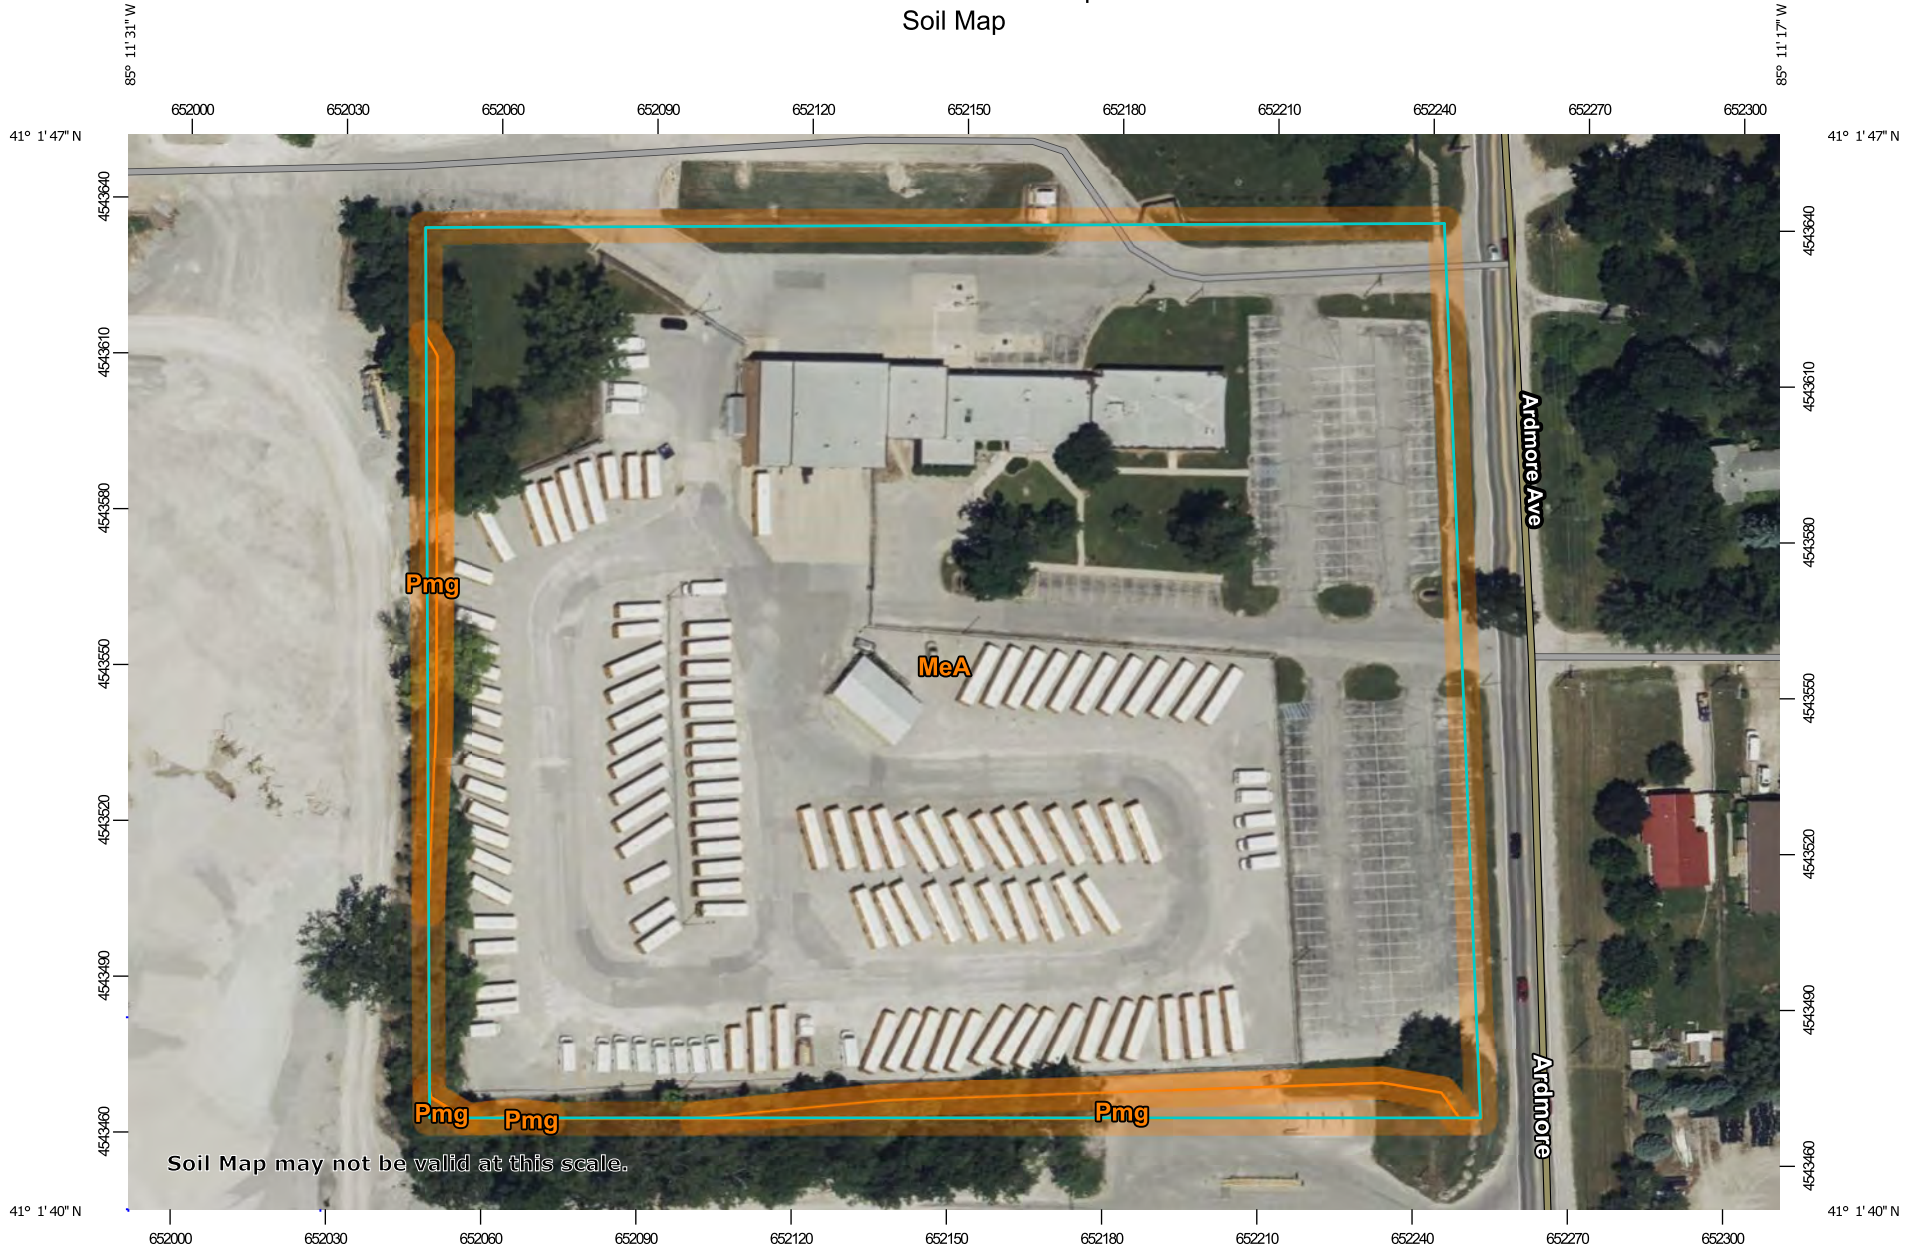 Soil Map
85° 11' 31'' W
85° 11' 17'' W
652000 652030 652060 652090 652120 652150 652180 652210 652240 652270 652300
41° 1' 47'' N
41° 1' 47'' N
4543640
4543610
4543580
4543550
4543520
4543490
4543460
4543640
4543610
4543580
4543550
4543520
4543490
4543460
Ardmore Ave
Pmg
MeA
Ardmore
Pmg
Pmg
Pmg
Soil Map may not be valid at this scale.
41° 1' 40'' N
41° 1' 40'' N
652000 652030 652060 652090 652120 652150 652180 652210 652240 652270 652300